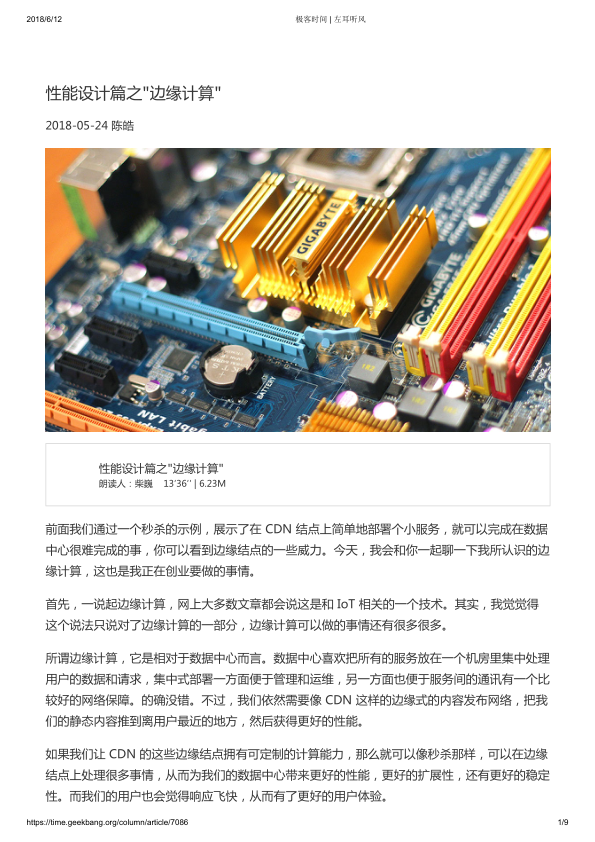 2018/6/12
极客时间 | 左耳听风
性能设计篇之"边缘计算"
2018-05-24 陈皓
GIGABYTE
GIGABYTE
BATTERY
性能设计篇之"边缘计算"
朗读人：柴巍 13′36′′ | 6.23M
前面我们通过一个秒杀的示例，展示了在 CDN 结点上简单地部署个小服务，就可以完成在数据
中心很难完成的事，你可以看到边缘结点的一些威力。今天，我会和你一起聊一下我所认识的边
缘计算，这也是我正在创业要做的事情。
首先，一说起边缘计算，网上大多数文章都会说这是和 IoT 相关的一个技术。其实，我觉觉得
这个说法只说对了边缘计算的一部分，边缘计算可以做的事情还有很多很多。
所谓边缘计算，它是相对于数据中心而言。数据中心喜欢把所有的服务放在一个机房里集中处理
用户的数据和请求，集中式部署一方面便于管理和运维，另一方面也便于服务间的通讯有一个比
较好的网络保障。的确没错。不过，我们依然需要像 CDN 这样的边缘式的内容发布网络，把我
们的静态内容推到离用户最近的地方，然后获得更好的性能。
如果我们让 CDN 的这些边缘结点拥有可定制的计算能力，那么就可以像秒杀那样，可以在边缘
结点上处理很多事情，从而为我们的数据中心带来更好的性能，更好的扩展性，还有更好的稳定
性。而我们的用户也会觉得响应飞快，从而有了更好的用户体验。
https://time.geekbang.org/column/article/7086
1/9